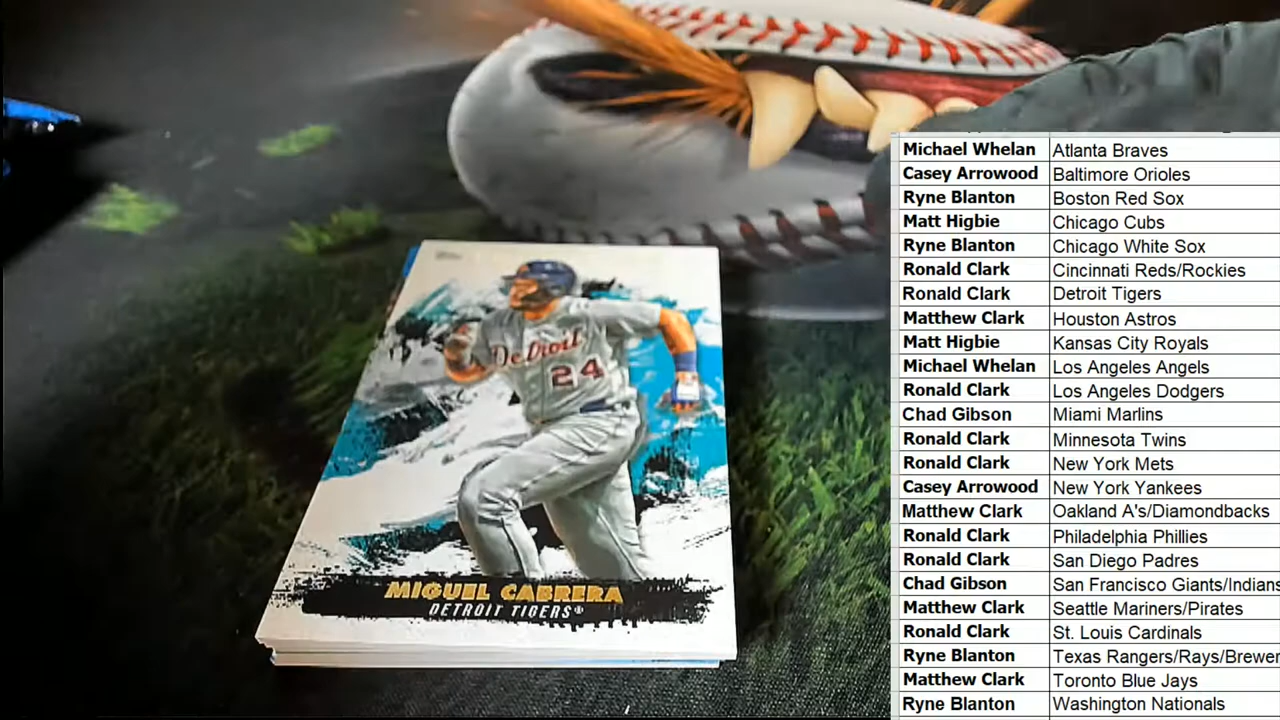 Detroit
24
MIGUEL CABRERA
DETROIT TIGERS®
Michael Whelan Atlanta Braves
Casey Arrowood Baltimore Orioles
Ryne Blanton Boston Red Sox
Matt Higbie Chicago Cubs
Ryne Blanton Chicago White Sox
Ronald Clark Cincinnati Reds/Rockies
Ronald Clark Detroit Tigers
Matthew Clark Houston Astros
Matt Higbie Kansas City Royals
Michael Whelan Los Angeles Angels
Ronald Clark Los Angeles Dodgers
Chad Gibson Miami Marlins
Ronald Clark Minnesota Twins
Ronald Clark New York Mets
Casey Arrowood New York Yankees
Matthew Clark Oakland A's/Diamondbacks
Ronald Clark Philadelphia Phillies
Ronald Clark San Diego Padres
Chad Gibson San Francisco Giants/Indians
Matthew Clark Seattle Mariners/Pirates
Ronald Clark St. Louis Cardinals
Ryne Blanton Texas Rangers/Rays/Brewer
Matthew Clark Toronto Blue Jays
Ryne Blanton Washington Nationals